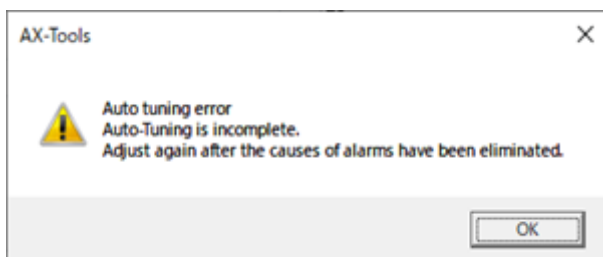 AX-Tools
Auto tuning error
Auto-Tuning is incomplete.
Adjust again after the causes of alarms have been eliminated.
OK